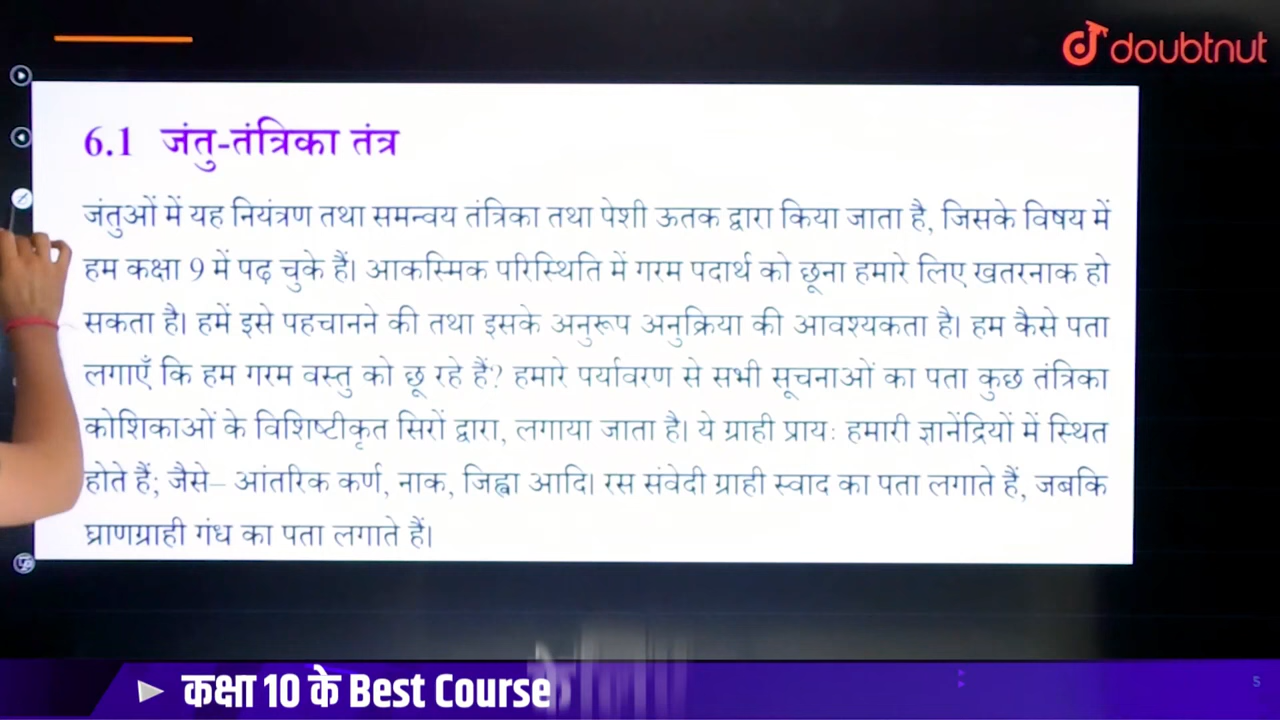 doubtnut
6.1 जंतु-तंत्रिका तंत्र
जंतुओं में यह नियंत्रण तथा समन्वय तंत्रिका तथा पेशी ऊतक द्वारा किया जाता है, जिसके विषय में
हम कक्षा 9 में पढ़ चुके हैं। आकस्मिक परिस्थिति में गरम पदार्थ को छूना हमारे लिए खतरनाक हो
सकता है। हमें इसे पहचानने की तथा इसके अनुरूप अनुक्रिया की आवश्यकता है। हम कैसे पता
लगाएँ कि हम गरम वस्तु को छू रहे हैं? हमारे पर्यावरण से सभी सूचनाओं का पता कुछ तंत्रिका
कोशिकाओं के विशिष्टीकृत सिरों द्वारा, लगाया जाता है। ये ग्राही प्रायः हमारी ज्ञानेंद्रियों में स्थित
होते हैं; जैसे– आंतरिक कर्ण, नाक, जिह्वा आदि। रस संवेदी ग्राही स्वाद का पता लगाते हैं, जबकि
घ्राणग्राही गंध का पता लगाते हैं।
कक्षा 10 के Best Course
5